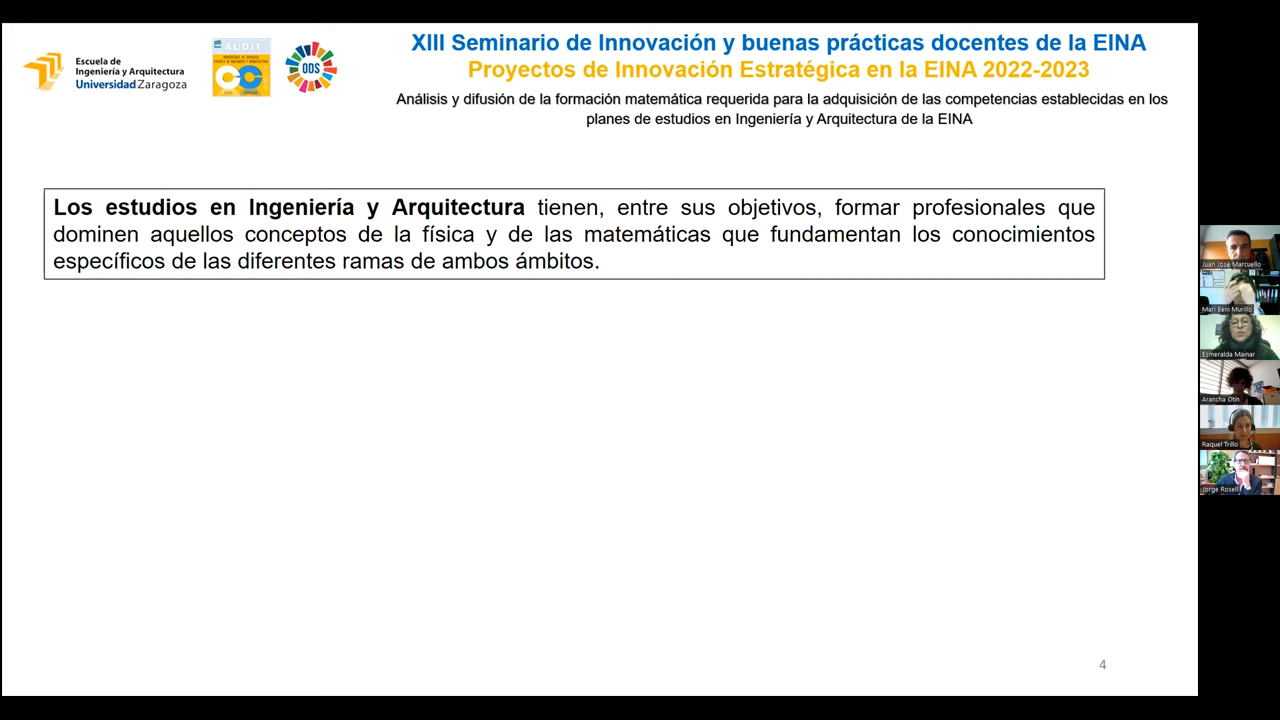 Escuela de
Ingeniería y Arquitectura
Universidad Zaragoza
AUDIT
ODS
XIII Seminario de Innovación y buenas prácticas docentes de la EINA
Proyectos de Innovación Estratégica en la EINA 2022-2023
Análisis y difusión de la formación matemática requerida para la adquisición de las competencias establecidas en los
planes de estudios en Ingeniería y Arquitectura de la EINA
Los estudios en Ingeniería y Arquitectura tienen, entre sus objetivos, formar profesionales que
dominen aquellos conceptos de la física y de las matemáticas que fundamentan los conocimientos
específicos de las diferentes ramas de ambos ámbitos.
Juan José Marcuello
Mari Beni Murillo
Esmeralda Mainar
Arancha Otín
Raquel Trillo
Jorge Rosell
4